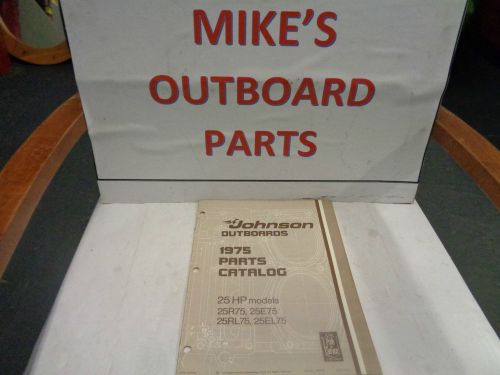 MIKE'S
OUTBOARD
PARTS
Johnson
OUTBOARDS
1975
PARTS
CATALOG
25 HP models
25R75, 25E75
25RL75, 25EL75